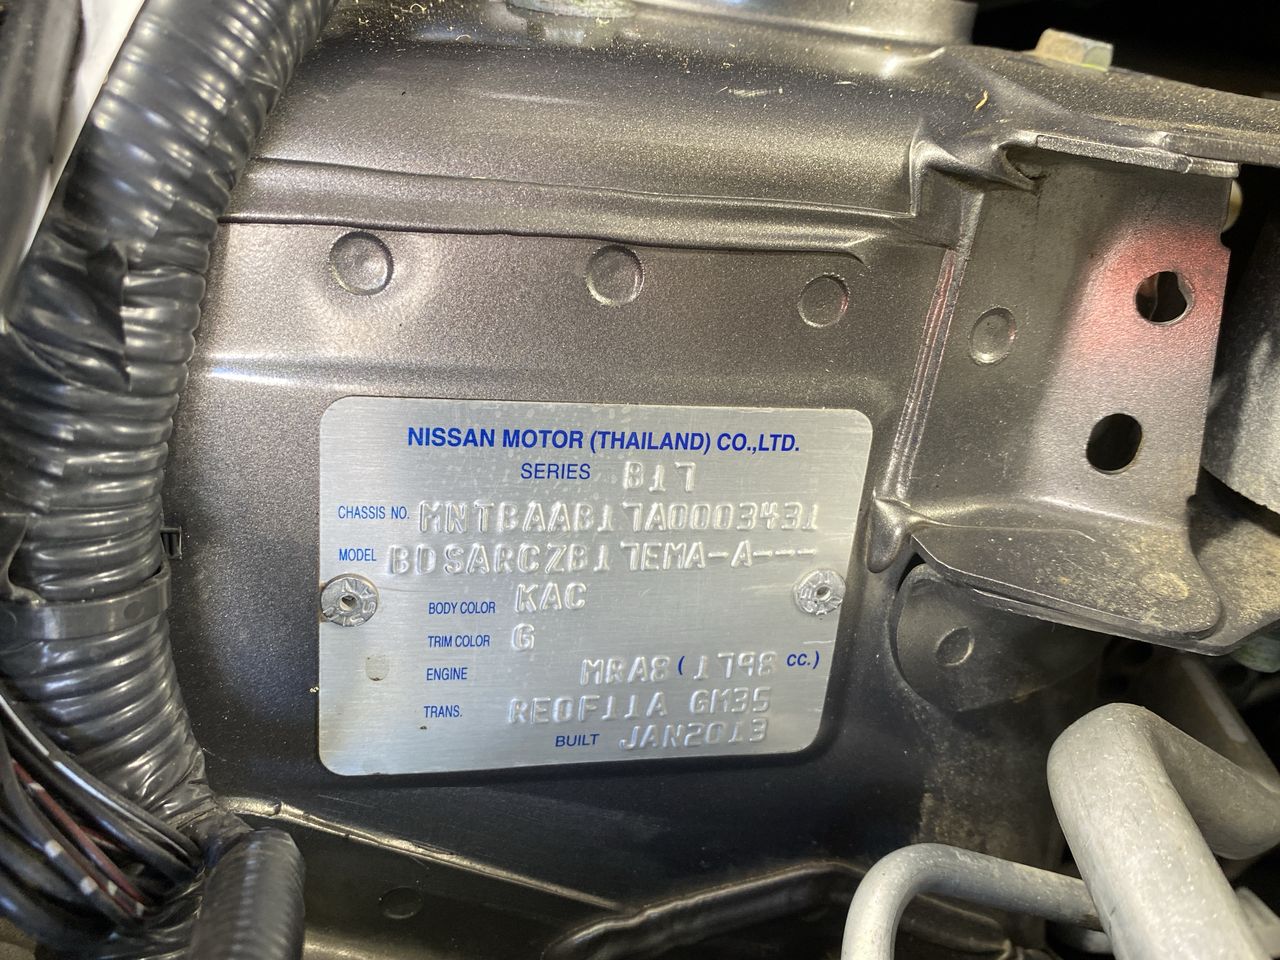 NISSAN MOTOR (THAILAND) CO.,LTD.
SERIES B17
CHASSIS NO. MNTBAAB17A0003431
MODEL BDSARCZB17EMA-A---
BODY COLOR KAC
TRIM COLOR G
ENGINE MRA8 (1798 CC.)
TRANS. RE0F11A GM35
BUILT JAN2013